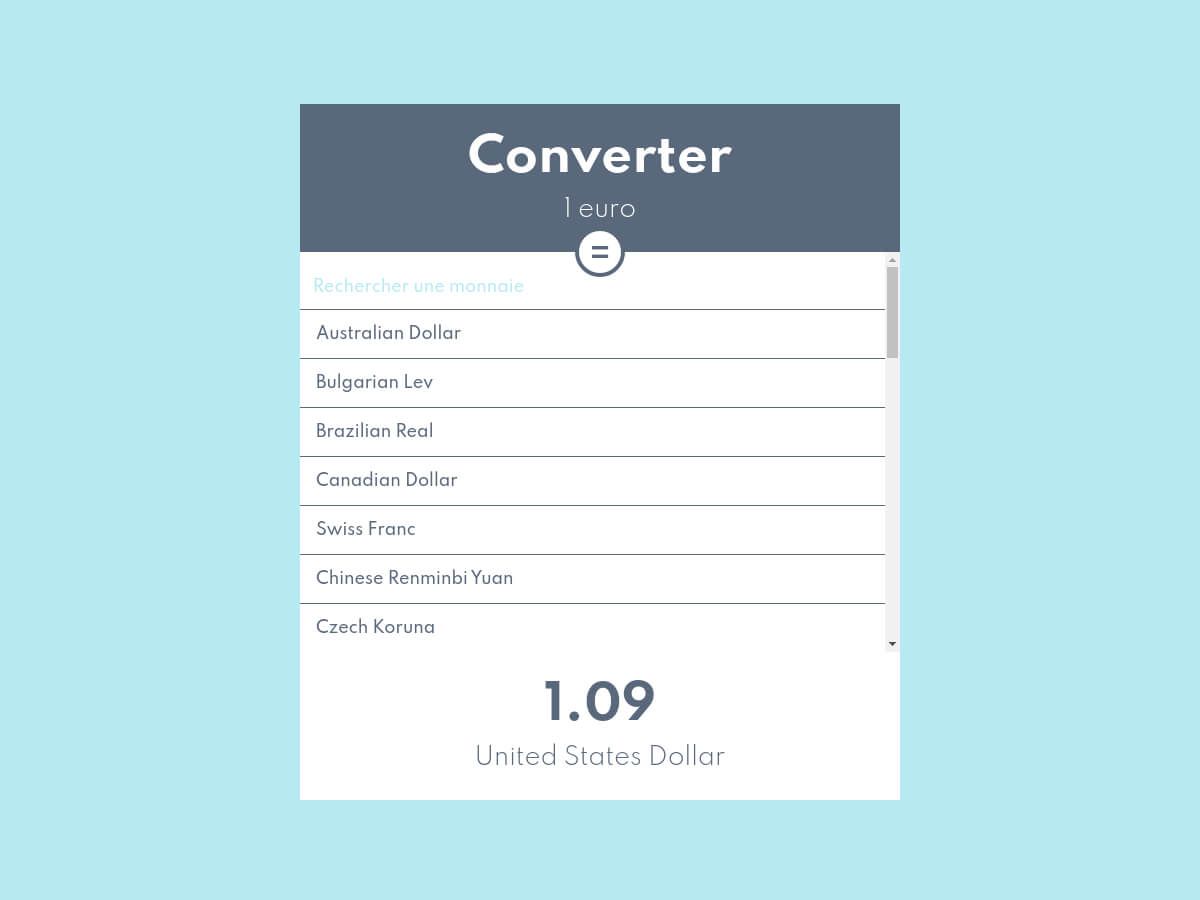 Converter
1 euro
=
Rechercher une monnaie
Australian Dollar
Bulgarian Lev
Brazilian Real
Canadian Dollar
Swiss Franc
Chinese Renminbi Yuan
Czech Koruna
1.09
United States Dollar